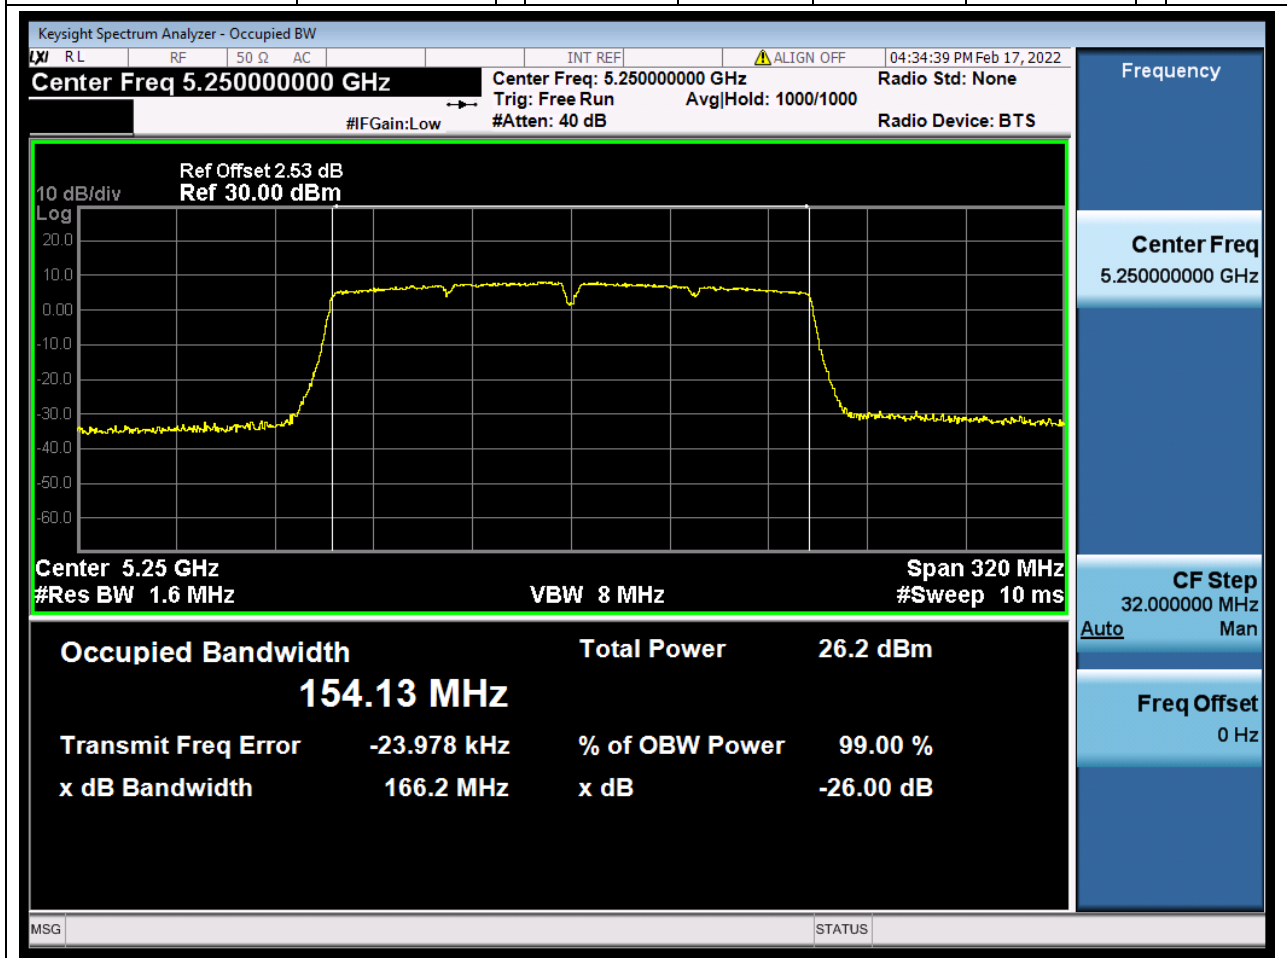 Keysight Spectrum Analyzer - Occupied BW
LXI RL RF 50 Ω AC INT REF ALIGN OFF 04:34:39 PM Feb 17, 2022
Center Freq 5.250000000 GHz
Center Freq: 5.250000000 GHz
Radio Std: None
Trig: Free Run Avg|Hold: 1000/1000
#IFGain:Low #Atten: 40 dB Radio Device: BTS
Ref Offset 2.53 dB
10 dB/div Ref 30.00 dBm
Log
20.0
10.0
0.00
-10.0
-20.0
-30.0
-40.0
-50.0
-60.0
Center 5.25 GHz Span 320 MHz
#Res BW 1.6 MHz VBW 8 MHz #Sweep 10 ms
Occupied Bandwidth Total Power 26.2 dBm
154.13 MHz
Transmit Freq Error -23.978 kHz % of OBW Power 99.00 %
x dB Bandwidth 166.2 MHz x dB -26.00 dB
MSG STATUS
Frequency
Center Freq
5.250000000 GHz
CF Step
32.000000 MHz
Auto Man
Freq Offset
0 Hz